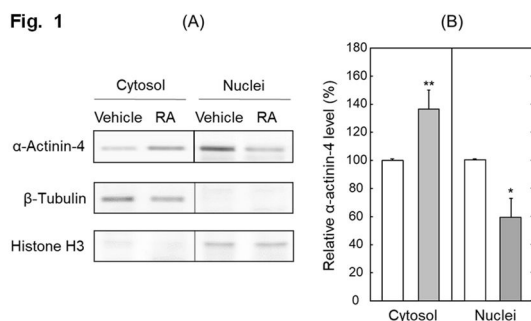 Fig. 1
(A)
(B)
Cytosol Nuclei
Vehicle RA Vehicle RA
α-Actinin-4
β-Tubulin
Histone H3
Relative α-actinin-4 level (%)
180
160
140
120
100
80
60
40
20
0
**
*
Cytosol Nuclei